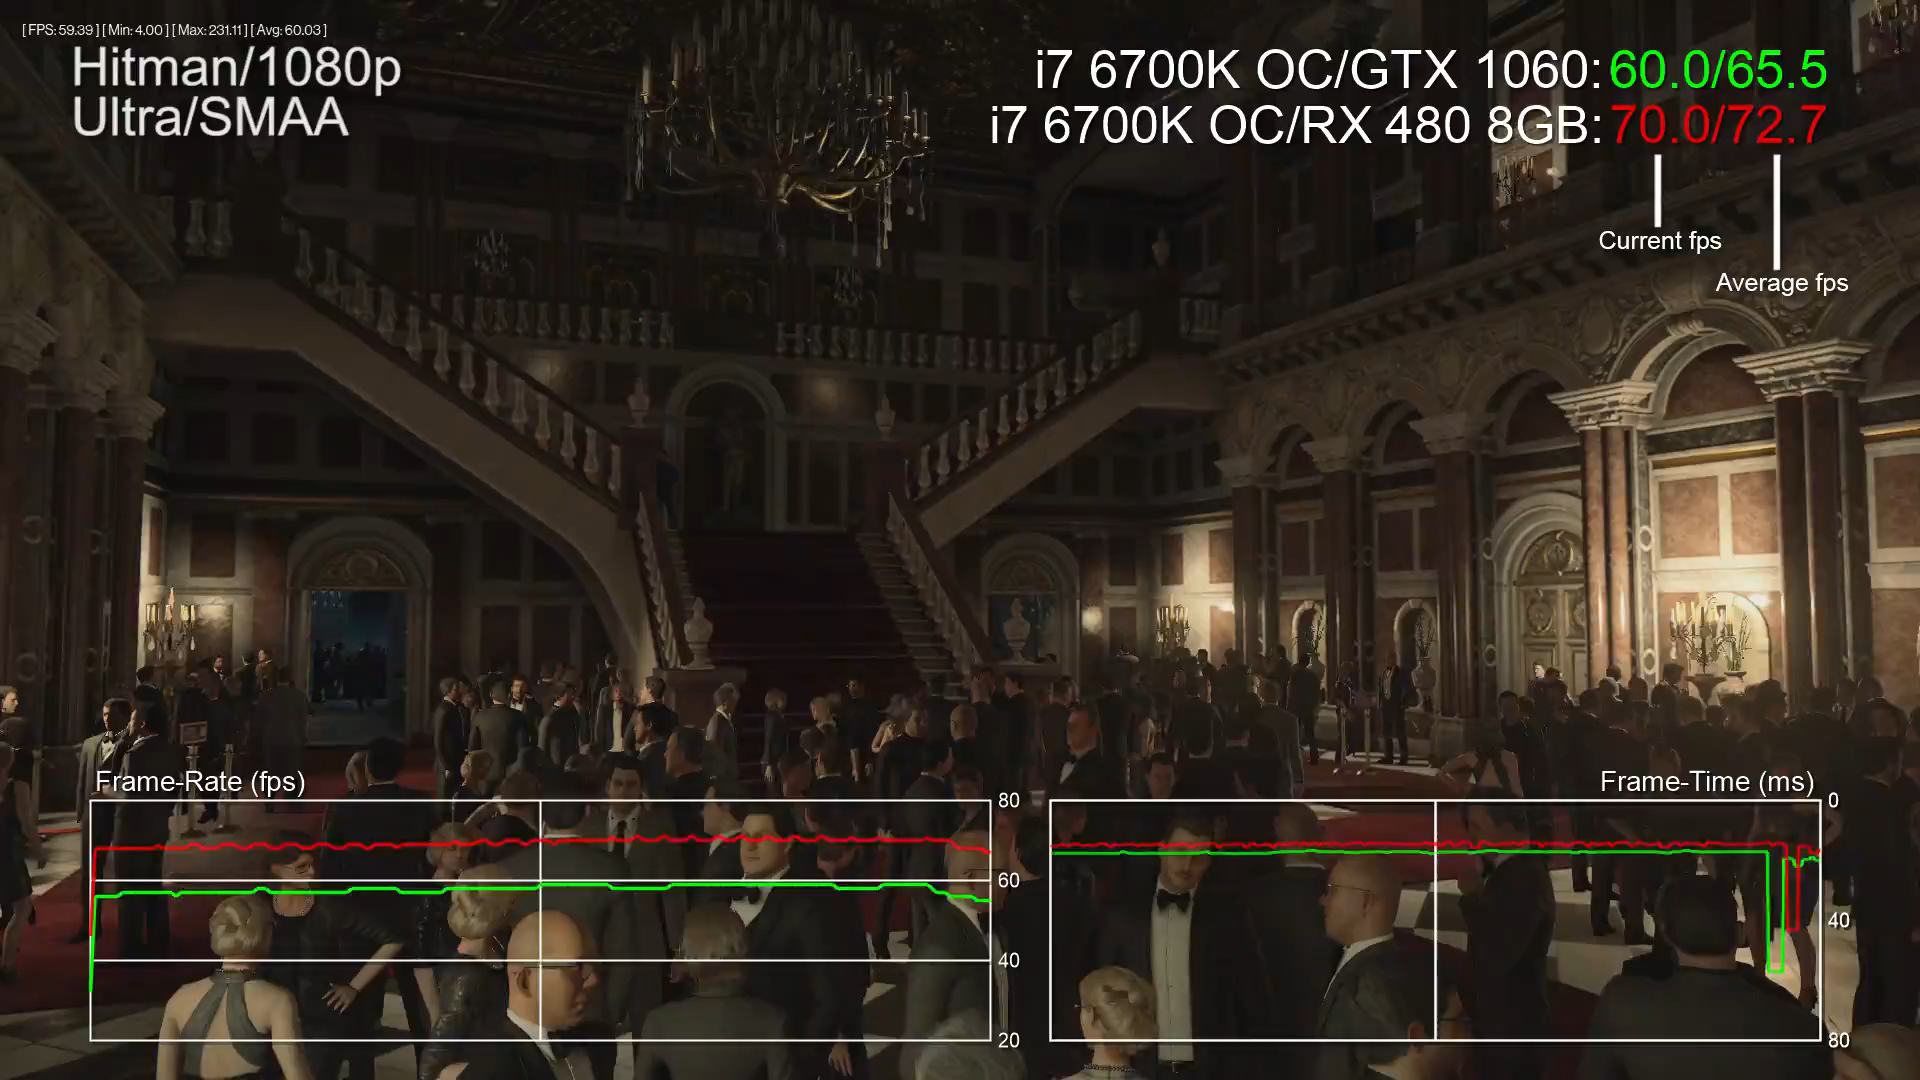 [ FPS: 59.39 ] [ Min: 4.00 ] [ Max: 231.11 ] [ Avg: 60.03 ]
Hitman/1080p
Ultra/SMAA
i7 6700K OC/GTX 1060: 60.0/65.5
i7 6700K OC/RX 480 8GB: 70.0/72.7
Current fps
Average fps
Frame-Rate (fps)
80
60
40
20
Frame-Time (ms)
0
40
80